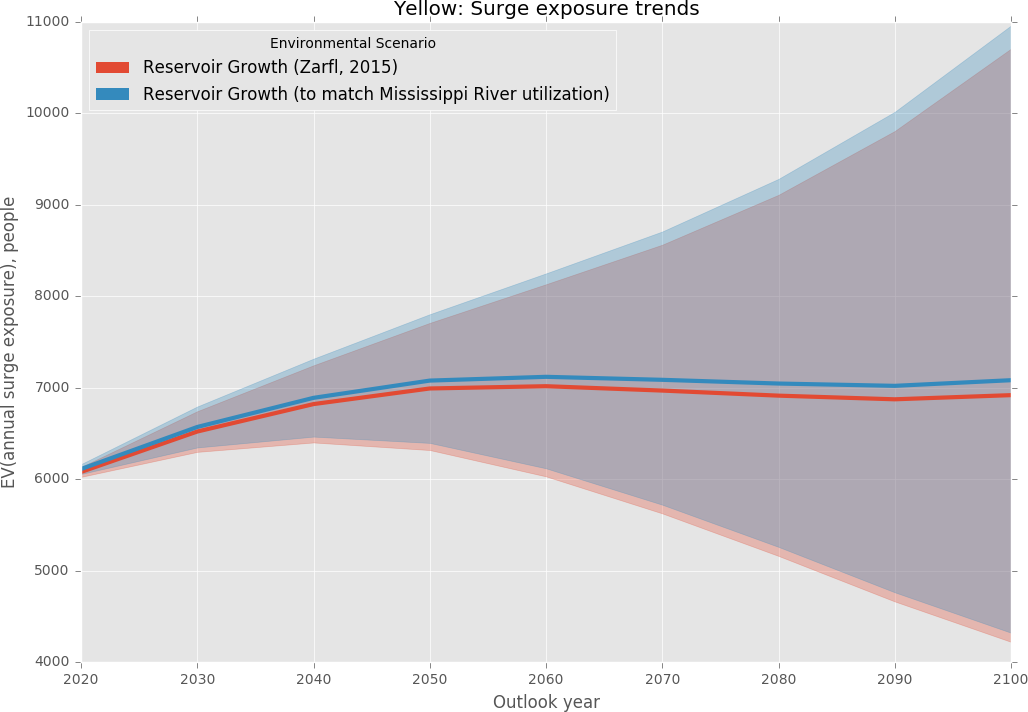 Yellow: Surge exposure trends
Environmental Scenario
Reservoir Growth (Zarfl, 2015)
Reservoir Growth (to match Mississippi River utilization)
EV(annual surge exposure), people
11000
10000
9000
8000
7000
6000
5000
4000
2020 2030 2040 2050 2060 2070 2080 2090 2100
Outlook year